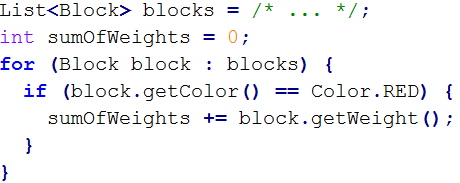 List<Block> blocks = /* ... */;
int sumOfWeights = 0;
for (Block block : blocks) {
  if (block.getColor() == Color.RED) {
    sumOfWeights += block.getWeight();
  }
}